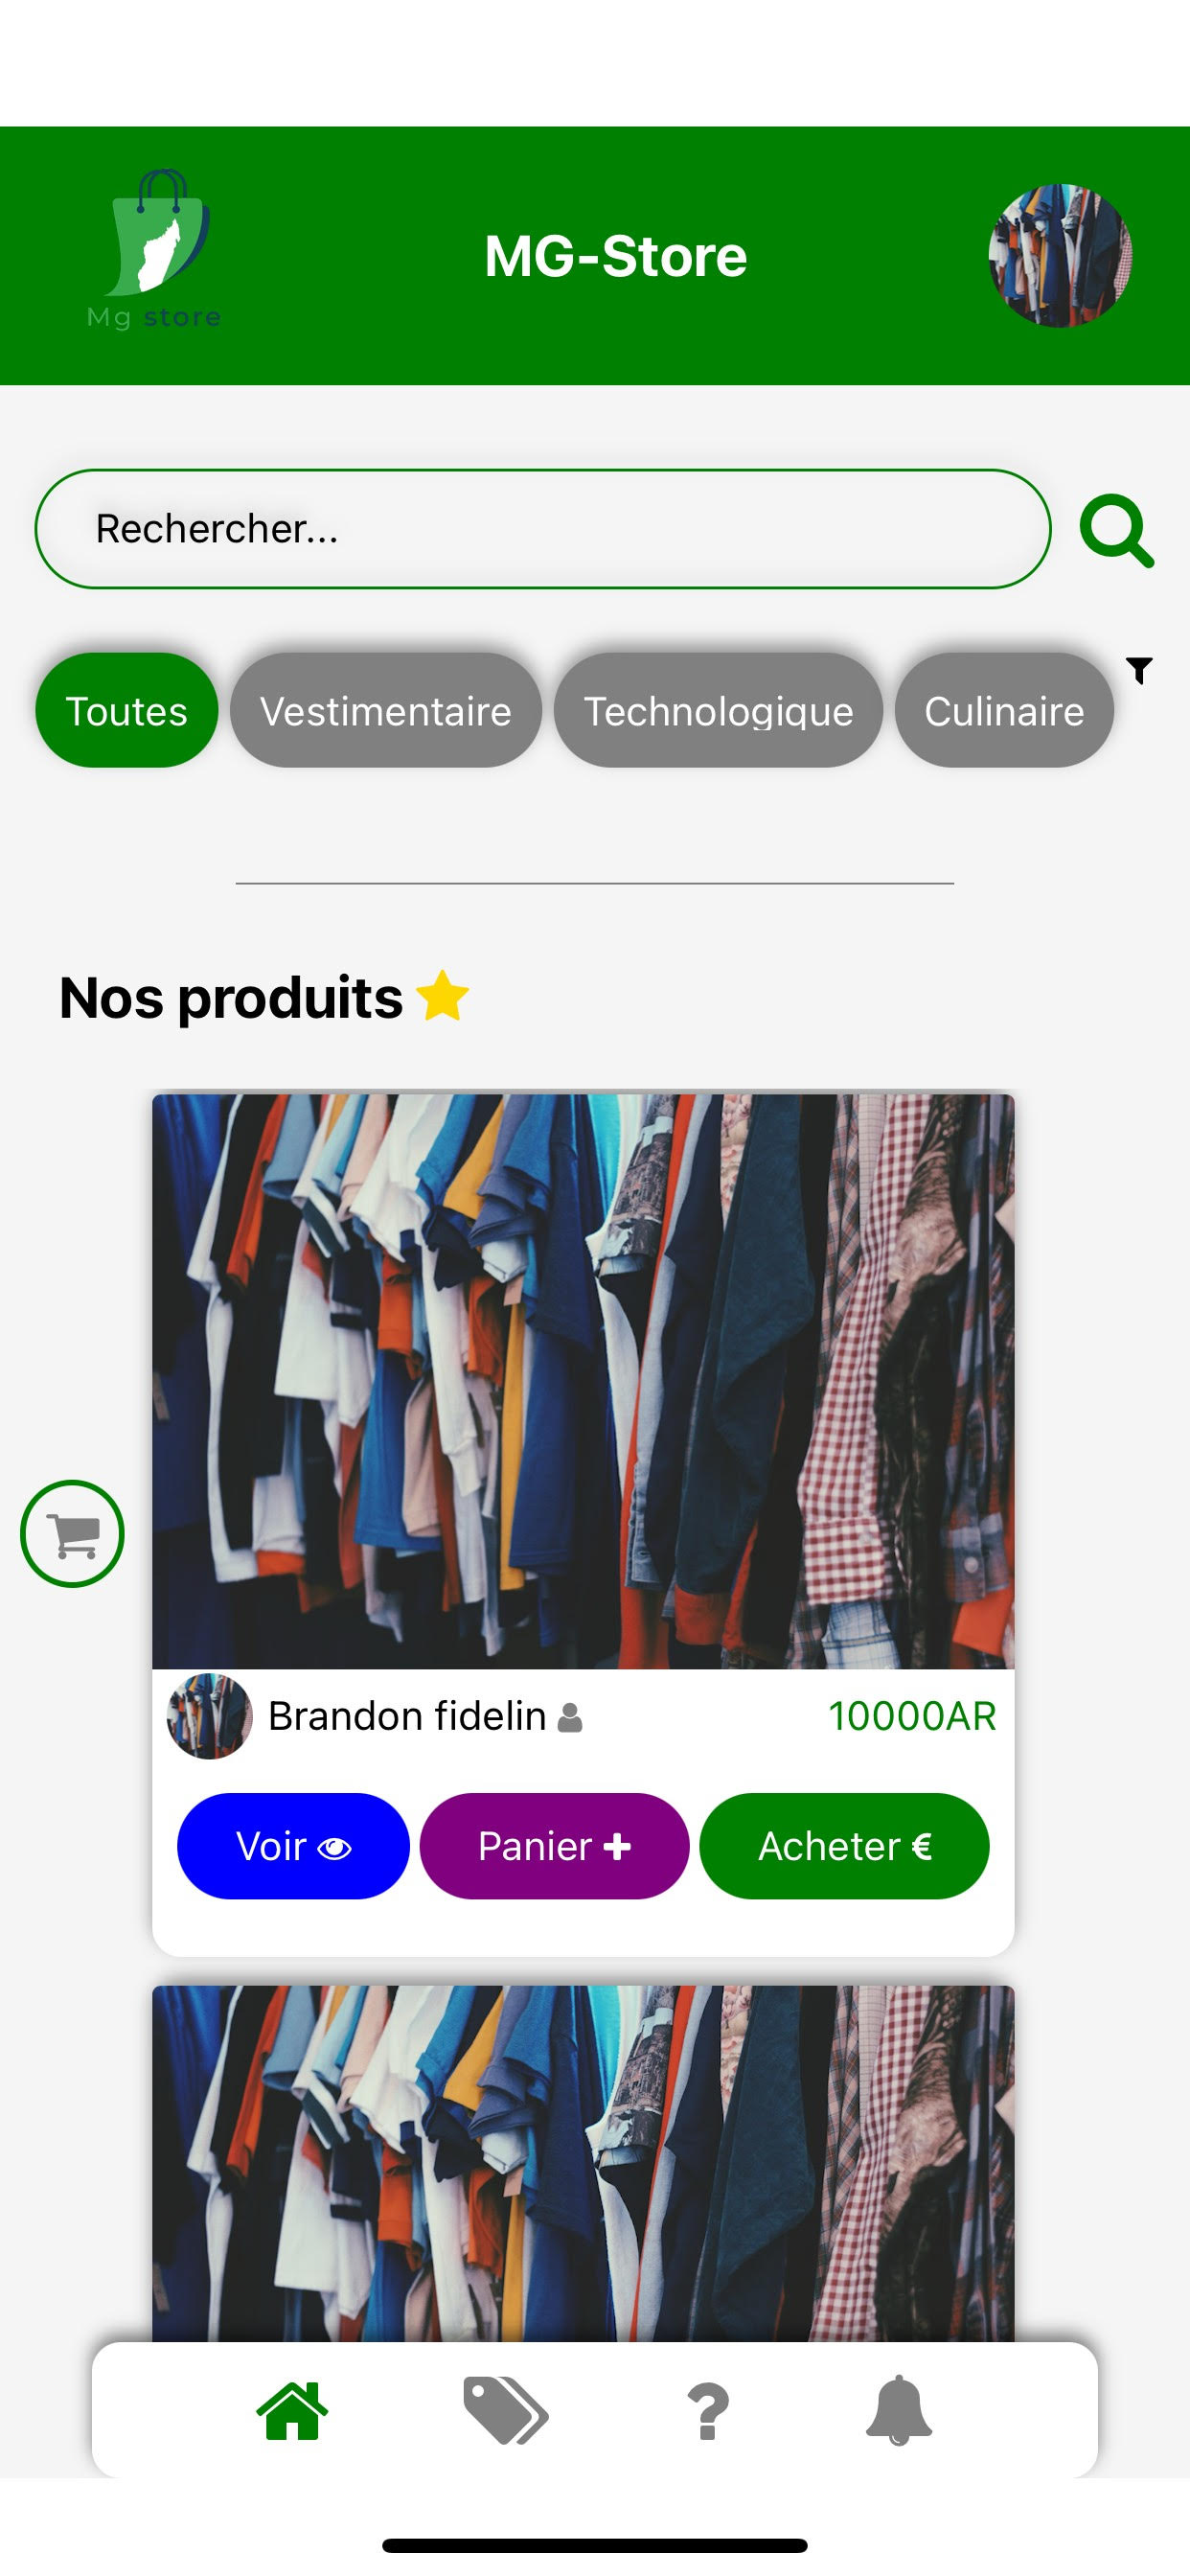 Mg store
MG-Store
Rechercher...
Toutes
Vestimentaire
Technologique
Culinaire
Nos produits
Brandon fidelin
10000AR
Voir
Panier +
Acheter €
?